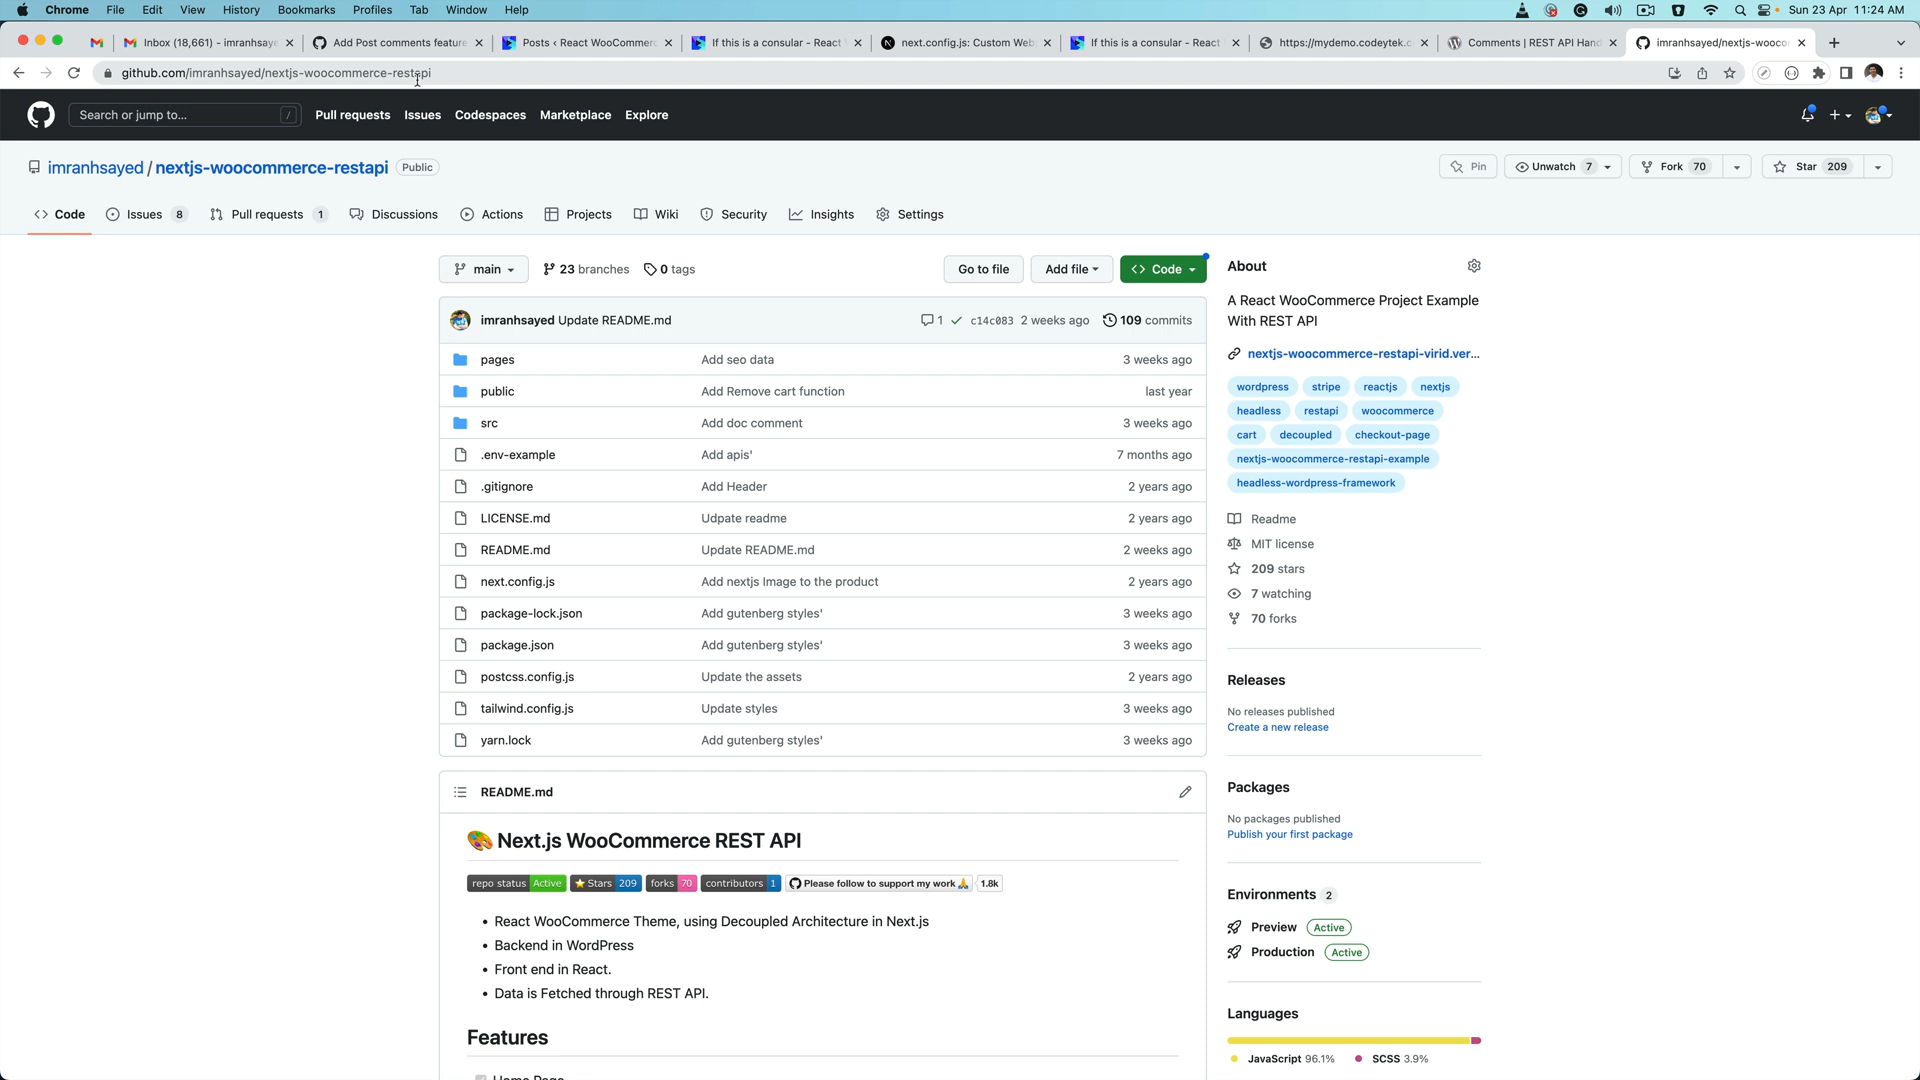 Chrome File Edit View History Bookmarks Profiles Tab Window Help Sun 23 Apr 11:24 AM
Inbox (18,661) - imranhsaye Add Post comments feature Posts ‹ React WooCommerc If this is a consular - React next.config.js: Custom Web If this is a consular - React https://mydemo.codeytek.c Comments | REST API Hand imranhsayed/nextjs-wooco
github.com/imranhsayed/nextjs-woocommerce-restapi
Search or jump to... / Pull requests Issues Codespaces Marketplace Explore
imranhsayed / nextjs-woocommerce-restapi Public Pin Unwatch 7 Fork 70 Star 209
Code Issues 8 Pull requests 1 Discussions Actions Projects Wiki Security Insights Settings
main 23 branches 0 tags Go to file Add file Code
imranhsayed Update README.md 1 c14c083 2 weeks ago 109 commits
pages Add seo data 3 weeks ago
public Add Remove cart function last year
src Add doc comment 3 weeks ago
.env-example Add apis' 7 months ago
.gitignore Add Header 2 years ago
LICENSE.md Udpate readme 2 years ago
README.md Update README.md 2 weeks ago
next.config.js Add nextjs Image to the product 2 years ago
package-lock.json Add gutenberg styles' 3 weeks ago
package.json Add gutenberg styles' 3 weeks ago
postcss.config.js Update the assets 2 years ago
tailwind.config.js Update styles 3 weeks ago
yarn.lock Add gutenberg styles' 3 weeks ago
README.md
Next.js WooCommerce REST API
repo status Active Stars 209 forks 70 contributors 1 Please follow to support my work 1.8k
• React WooCommerce Theme, using Decoupled Architecture in Next.js
• Backend in WordPress
• Front end in React.
• Data is Fetched through REST API.
Features
Home Page
About
A React WooCommerce Project Example
With REST API
nextjs-woocommerce-restapi-virid.ver...
wordpress stripe reactjs nextjs
headless restapi woocommerce
cart decoupled checkout-page
nextjs-woocommerce-restapi-example
headless-wordpress-framework
Readme
MIT license
209 stars
7 watching
70 forks
Releases
No releases published
Create a new release
Packages
No packages published
Publish your first package
Environments 2
Preview Active
Production Active
Languages
JavaScript 96.1% SCSS 3.9%